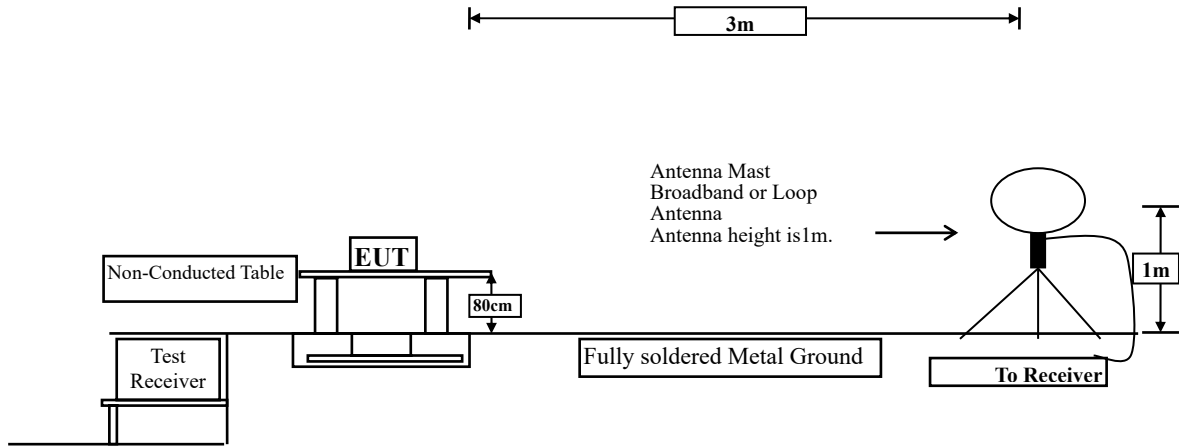 3m
Antenna Mast
Broadband or Loop
Antenna
Antenna height is1m.
EUT
Non-Conducted Table
80cm
1m
Test
Receiver
Fully soldered Metal Ground
To Receiver